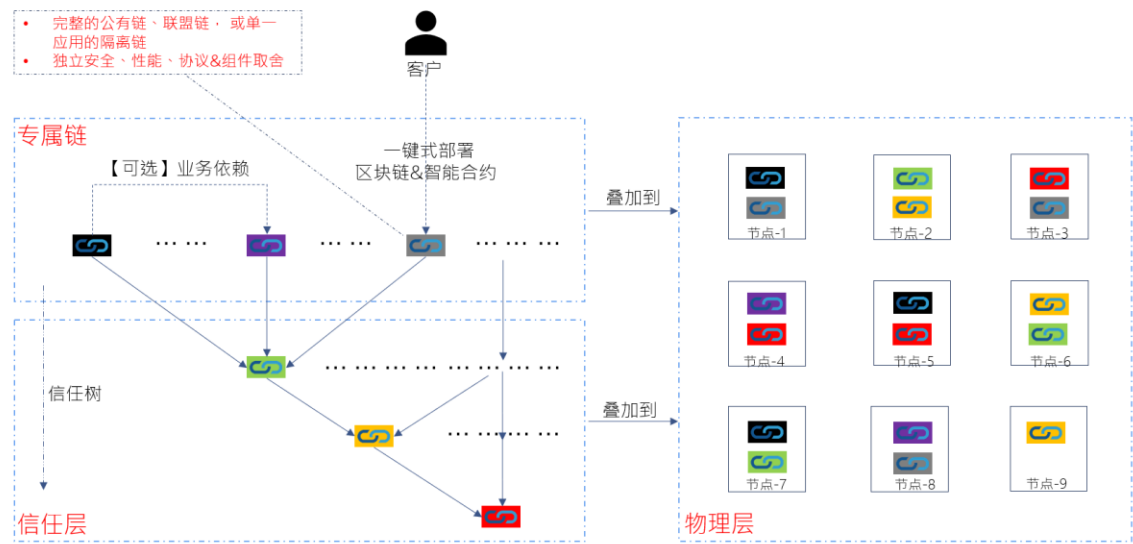 • 完整的公有链、联盟链，或单一
应用的隔离链
• 独立安全、性能、协议&组件取舍
客户
专属链
【可选】业务依赖
一键式部署
区块链&智能合约
… …
… …
… … …
叠加到
信任树
… … … … … … … …
… … … …
信任层
叠加到
节点-1
节点-2
节点-3
节点-4
节点-5
节点-6
节点-7
节点-8
节点-9
物理层